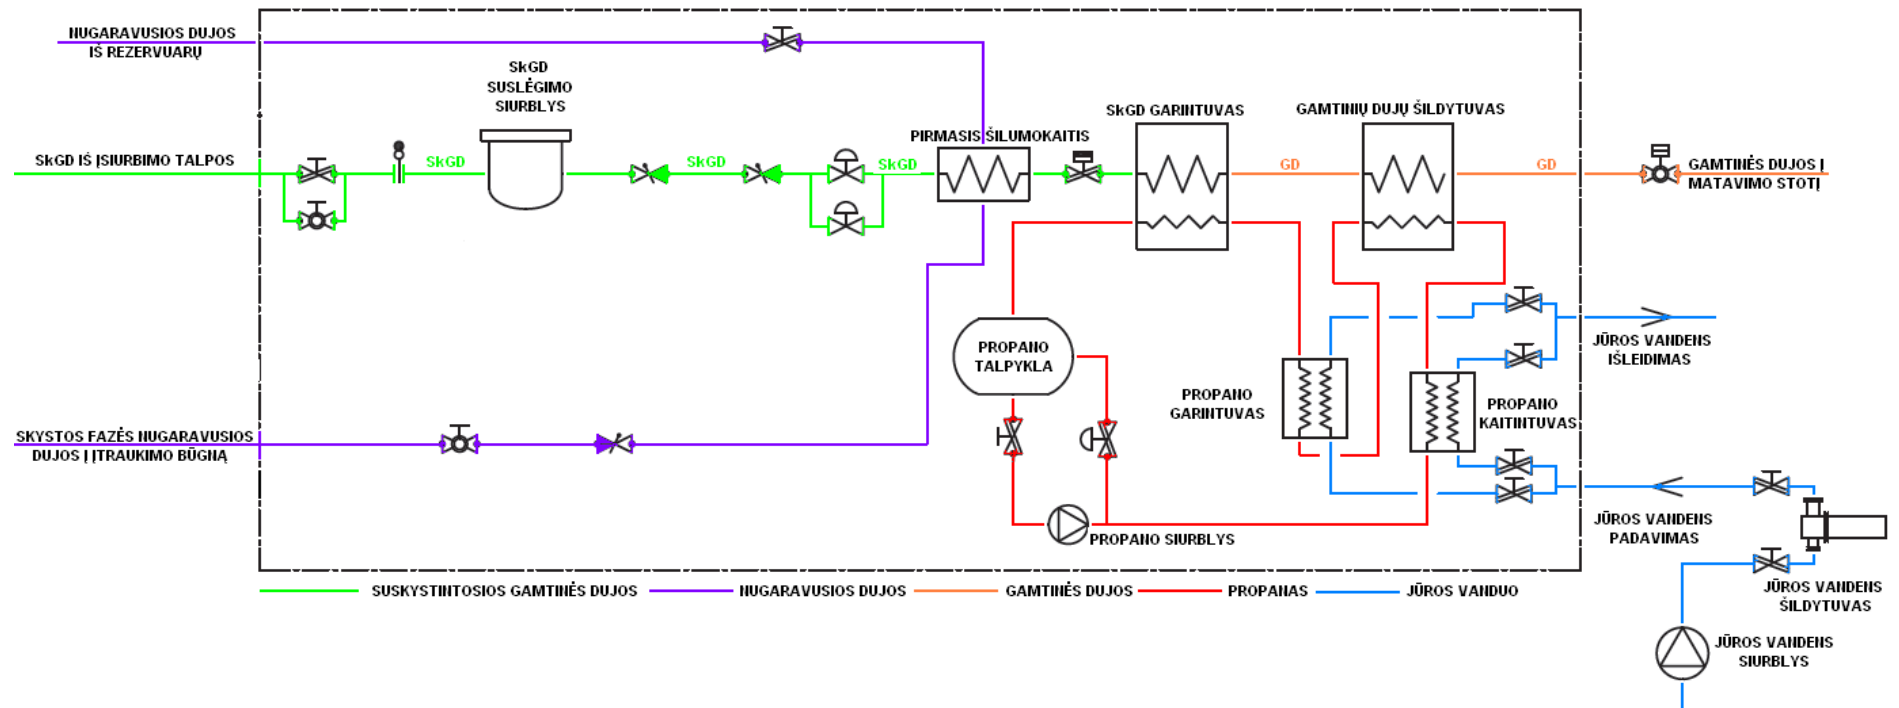 NUGARAVUSIOS DUJOS
IŠ REZERVUARŲ
SkGD
SUSLĖGIMO
SIURBLYS
SkGD IŠ ĮSIURBIMO TALPOS
SkGD
SkGD
SkGD
PIRMASIS ŠILUMOKAITIS
SkGD GARINTUVAS
GD
GAMTINIŲ DUJŲ ŠILDYTUVAS
GD
GAMTINĖS DUJOS Į
MATAVIMO STOTĮ
PROPANO
TALPYKLA
PROPANO
GARINTUVAS
PROPANO
KAITINTUVAS
JŪROS VANDENS
IŠLEIDIMAS
SKYSTOS FAZĖS NUGARAVUSIOS
DUJOS Į ĮTRAUKIMO BŪGNĄ
PROPANO SIURBLYS
JŪROS VANDENS
PADAVIMAS
JŪROS VANDENS
ŠILDYTUVAS
JŪROS VANDENS
SIURBLYS
SUSKYSTINTOSIOS GAMTINĖS DUJOS
NUGARAVUSIOS DUJOS
GAMTINĖS DUJOS
PROPANAS
JŪROS VANDUO